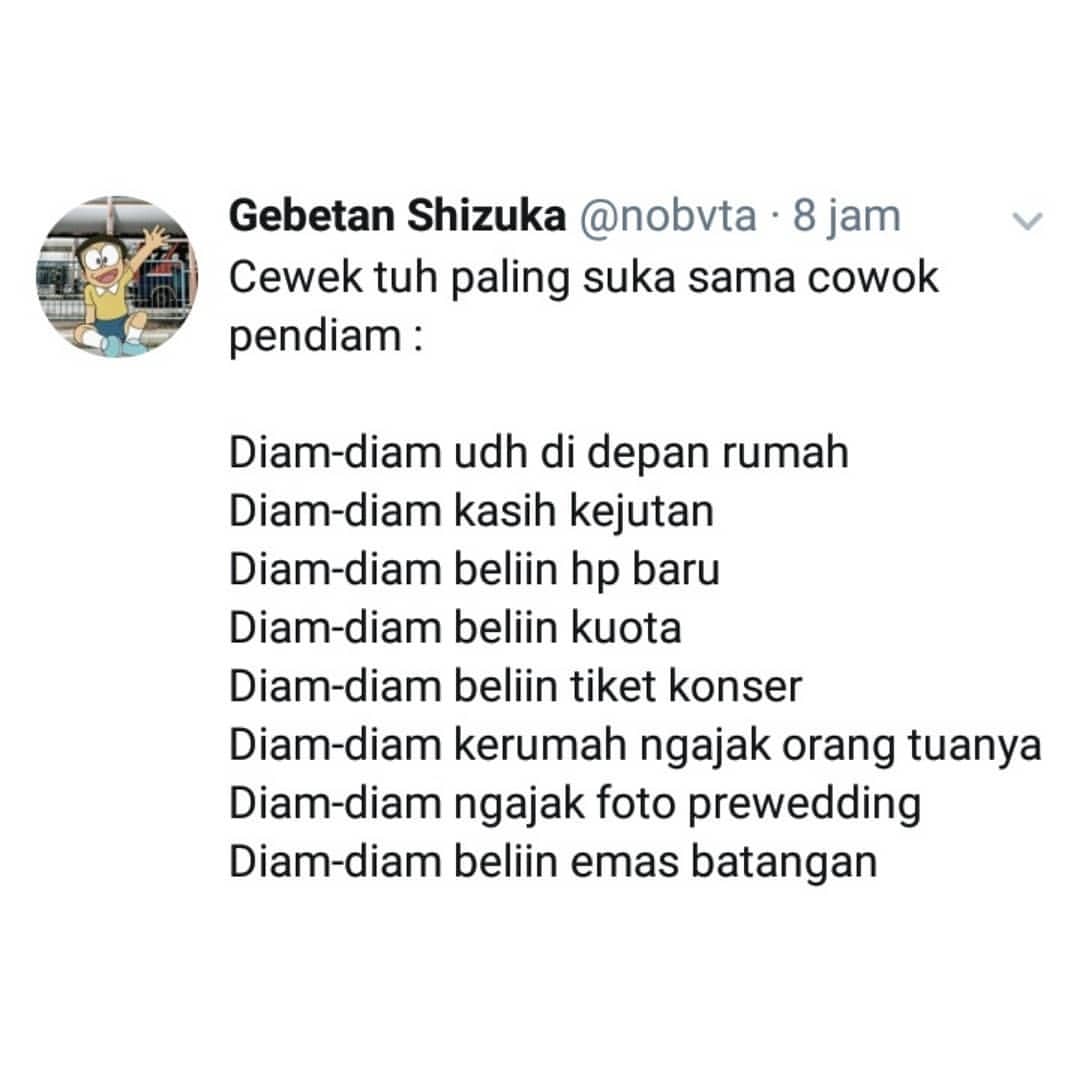 Gebetan Shizuka @nobvta · 8 jam
Cewek tuh paling suka sama cowok
pendiam :
Diam-diam udh di depan rumah
Diam-diam kasih kejutan
Diam-diam beliin hp baru
Diam-diam beliin kuota
Diam-diam beliin tiket konser
Diam-diam kerumah ngajak orang tuanya
Diam-diam ngajak foto prewedding
Diam-diam beliin emas batangan